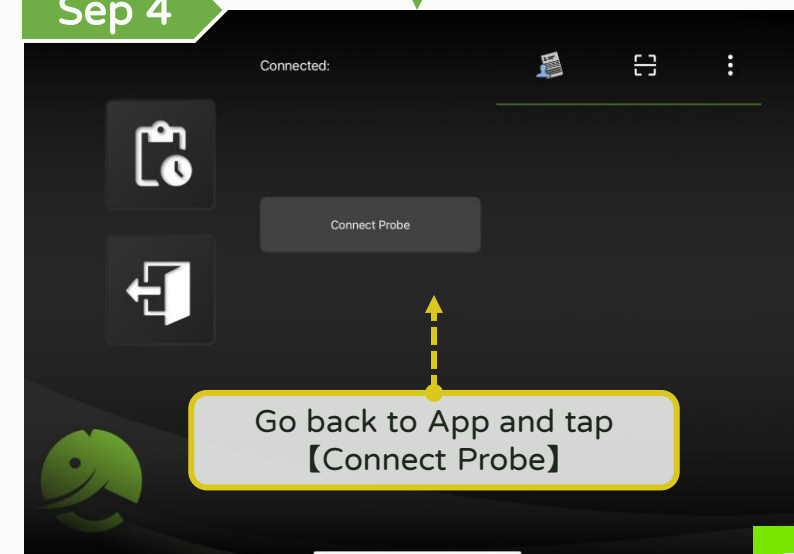 Sep 4
Connected:
Connect Probe
Go back to App and tap
【Connect Probe】